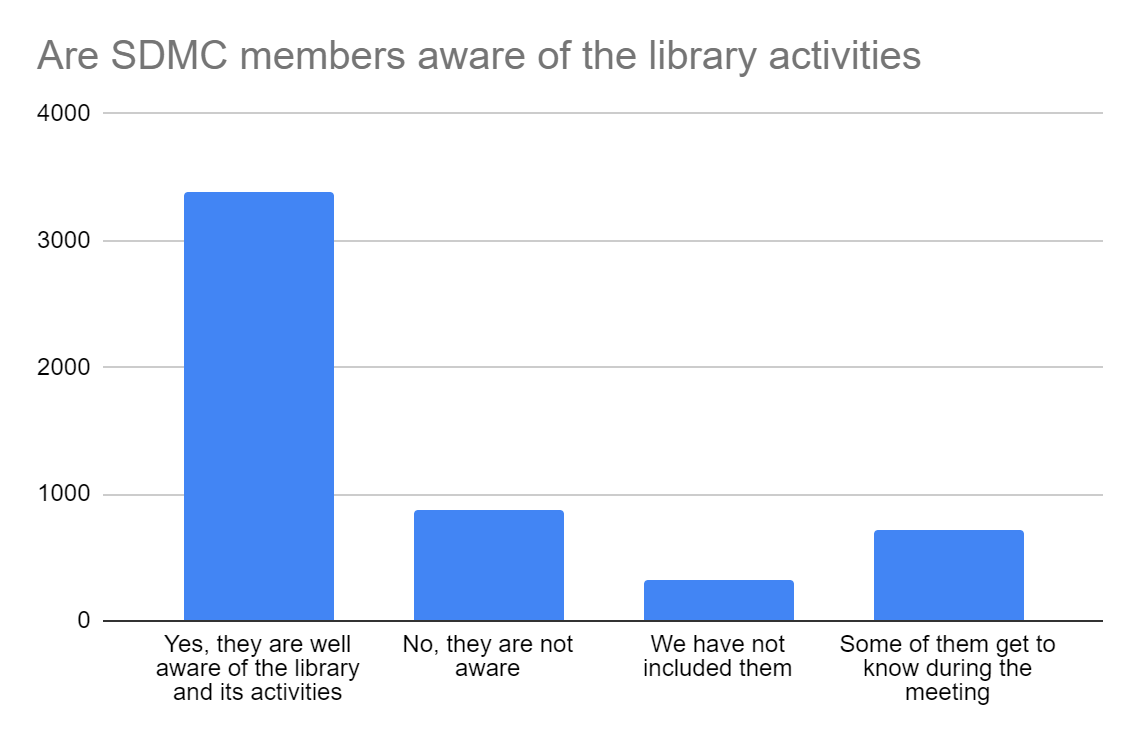 Are SDMC members aware of the library activities
4000
3000
2000
1000
0
Yes, they are well
aware of the library
and its activities
No, they are not
aware
We have not
included them
Some of them get to
know during the
meeting